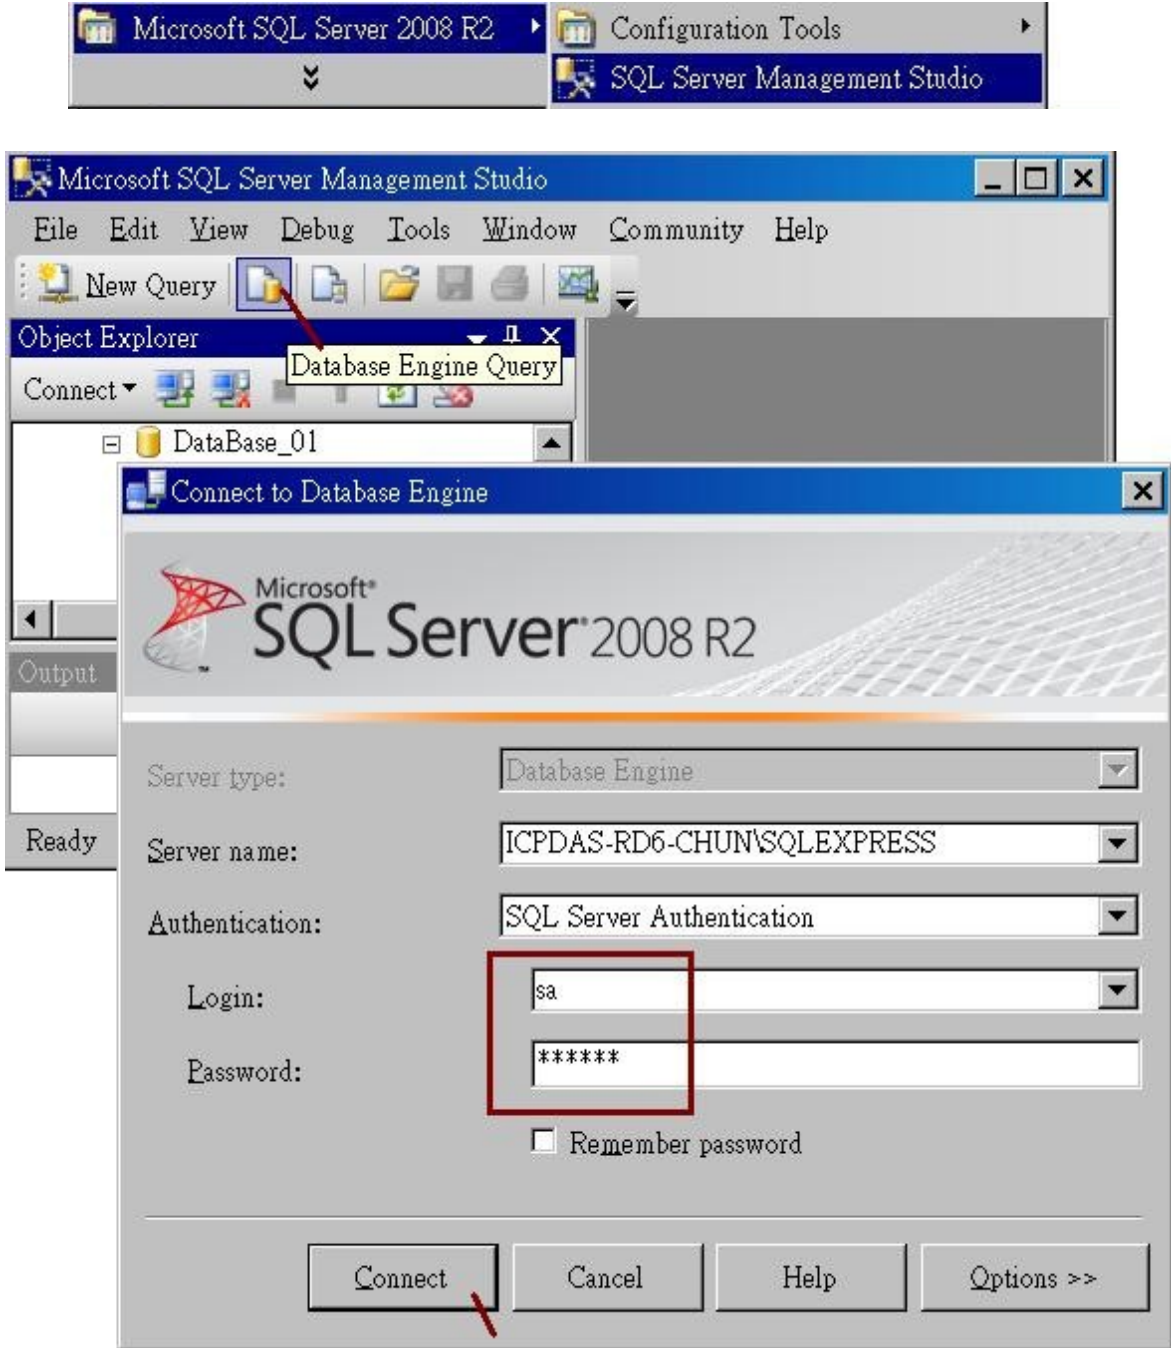 Microsoft SQL Server 2008 R2 Configuration Tools
SQL Server Management Studio
Microsoft SQL Server Management Studio
File Edit View Debug Tools Window Community Help
New Query
Object Explorer
Database Engine Query
Connect
DataBase_01
Connect to Database Engine
Microsoft®
SQL Server® 2008 R2
™
Output
Server type: Database Engine
Ready
Server name: ICPDAS-RD6-CHUN\SQLEXPRESS
Authentication: SQL Server Authentication
Login: sa
Password: ******
Remember password
Connect Cancel Help Options >>